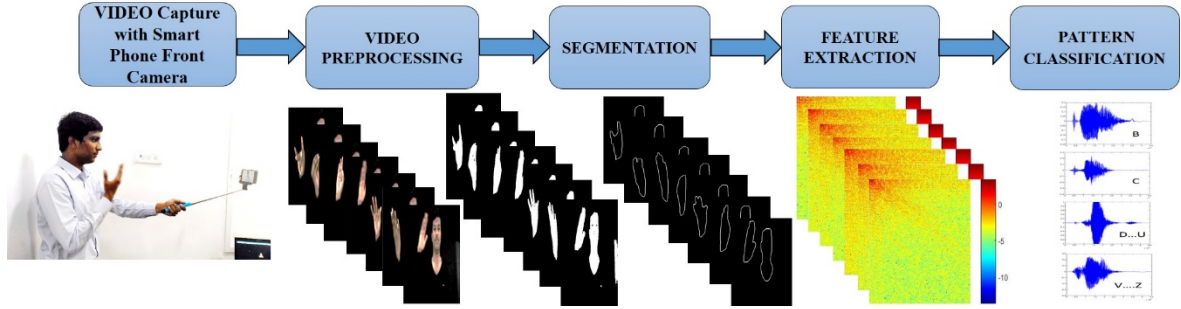 VIDEO Capture
with Smart
Phone Front
Camera
VIDEO
PREPROCESSING
SEGMENTATION
FEATURE
EXTRACTION
PATTERN
CLASSIFICATION
0
-5
-10
B
C
D...U
V....Z